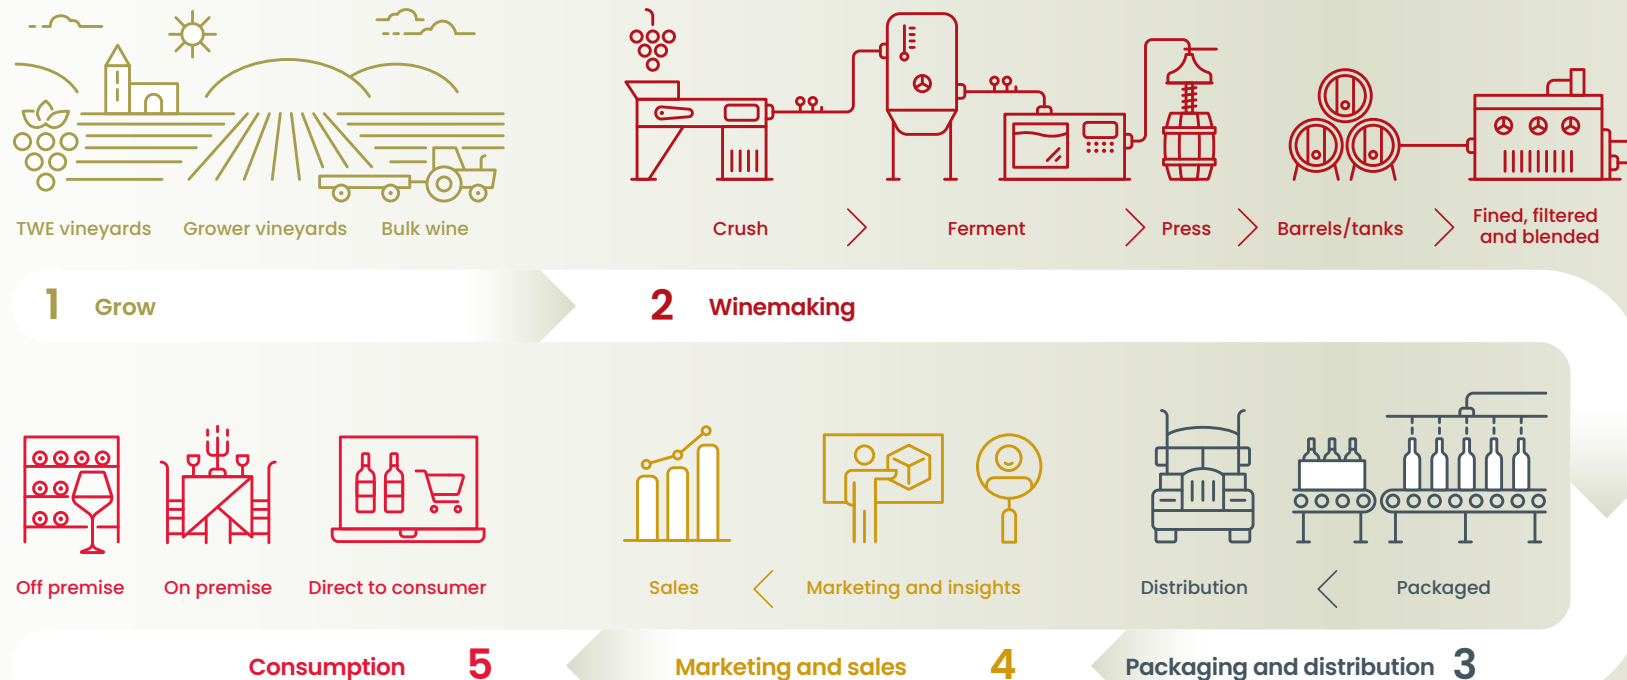 TWE vineyards
Grower vineyards
Bulk wine
Crush
Ferment
Press
Barrels/tanks
Fined, filtered
and blended
1 Grow
2 Winemaking
Off premise
On premise
Direct to consumer
Sales
Marketing and insights
Distribution
Packaged
Consumption 5
Marketing and sales 4
Packaging and distribution 3